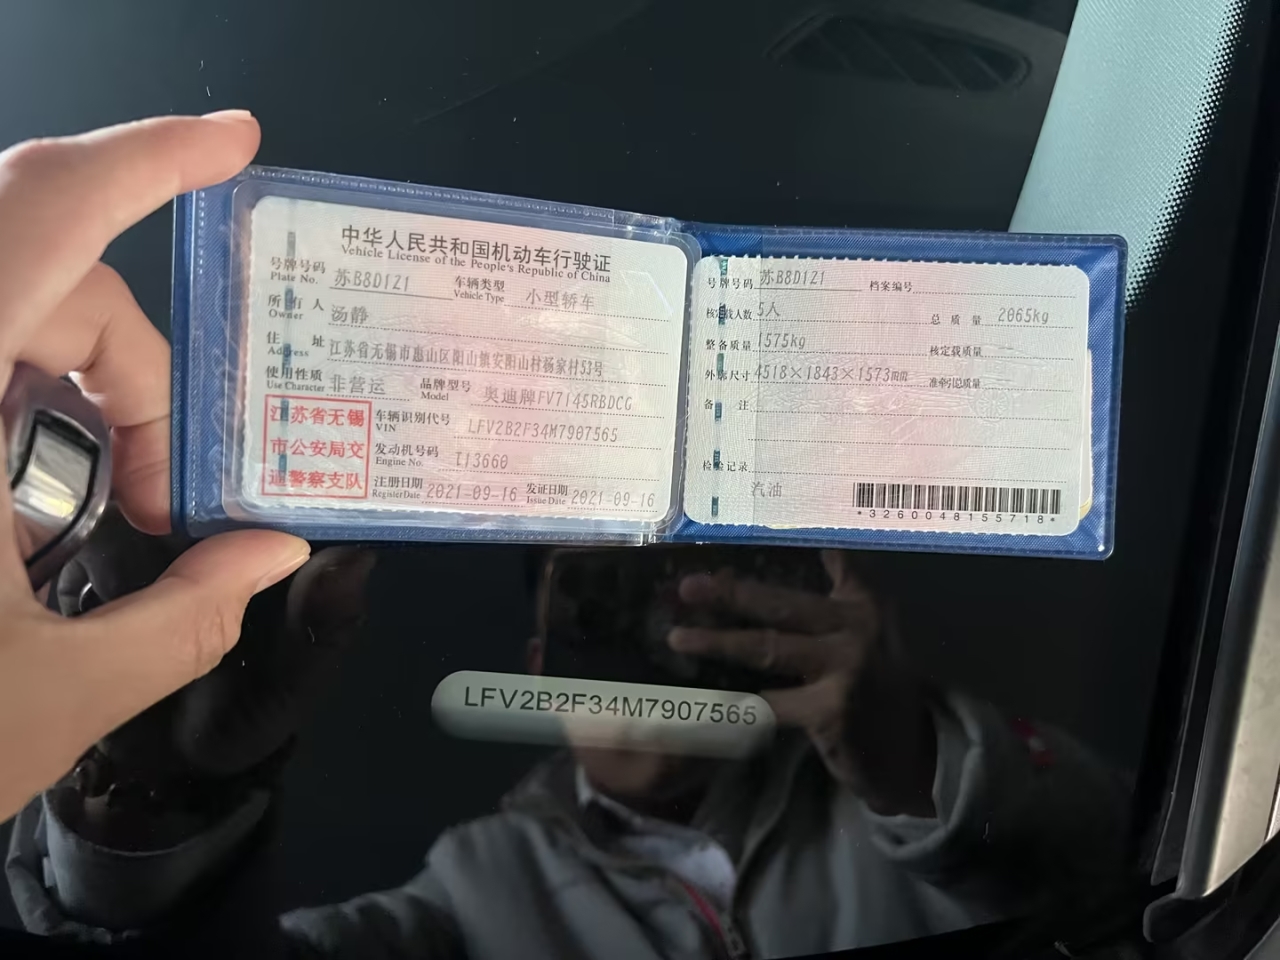 中华人民共和国机动车行驶证
Vehicle License of the People's Republic of China
号牌号码 苏B8D1Z1 车辆类型 小型轿车
Plate No. Vehicle Type
所有人 汤静
Owner
住址 江苏省无锡市惠山区阳山镇安阳山村杨家村53号
Address
使用性质 非营运 品牌型号 奥迪牌FV7145RBDCG
Use Character Model
江苏省无锡
市公安局交
通警察支队
车辆识别代号 LFV2B2F34M7907565
VIN
发动机号码 I13660
Engine No.
注册日期 2021-09-16 发证日期 2021-09-16
Register Date Issue Date
号牌号码 苏B8D1Z1 档案编号
核定载人数 5人 总质量 2065kg
整备质量 1575kg 核定载质量
外廓尺寸 4518×1843×1573mm 准牵引总质量
备注
检验记录
汽油
*3260048155718*
LFV2B2F34M7907565